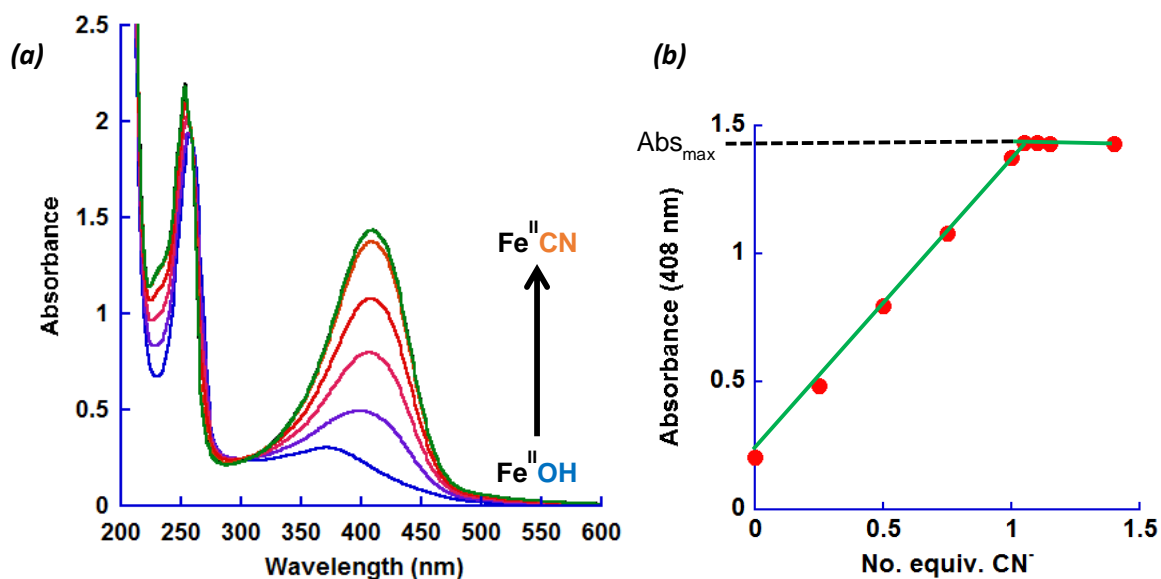 (a)
2.5
2
1.5
1
0.5
0
200 250 300 350 400 450 500 550 600
Absorbance
Wavelength (nm)
Fe^II CN
Fe^II OH
(b)
Abs_max
1.5
1
0.5
0
0 0.5 1 1.5
Absorbance (408 nm)
No. equiv. CN^-